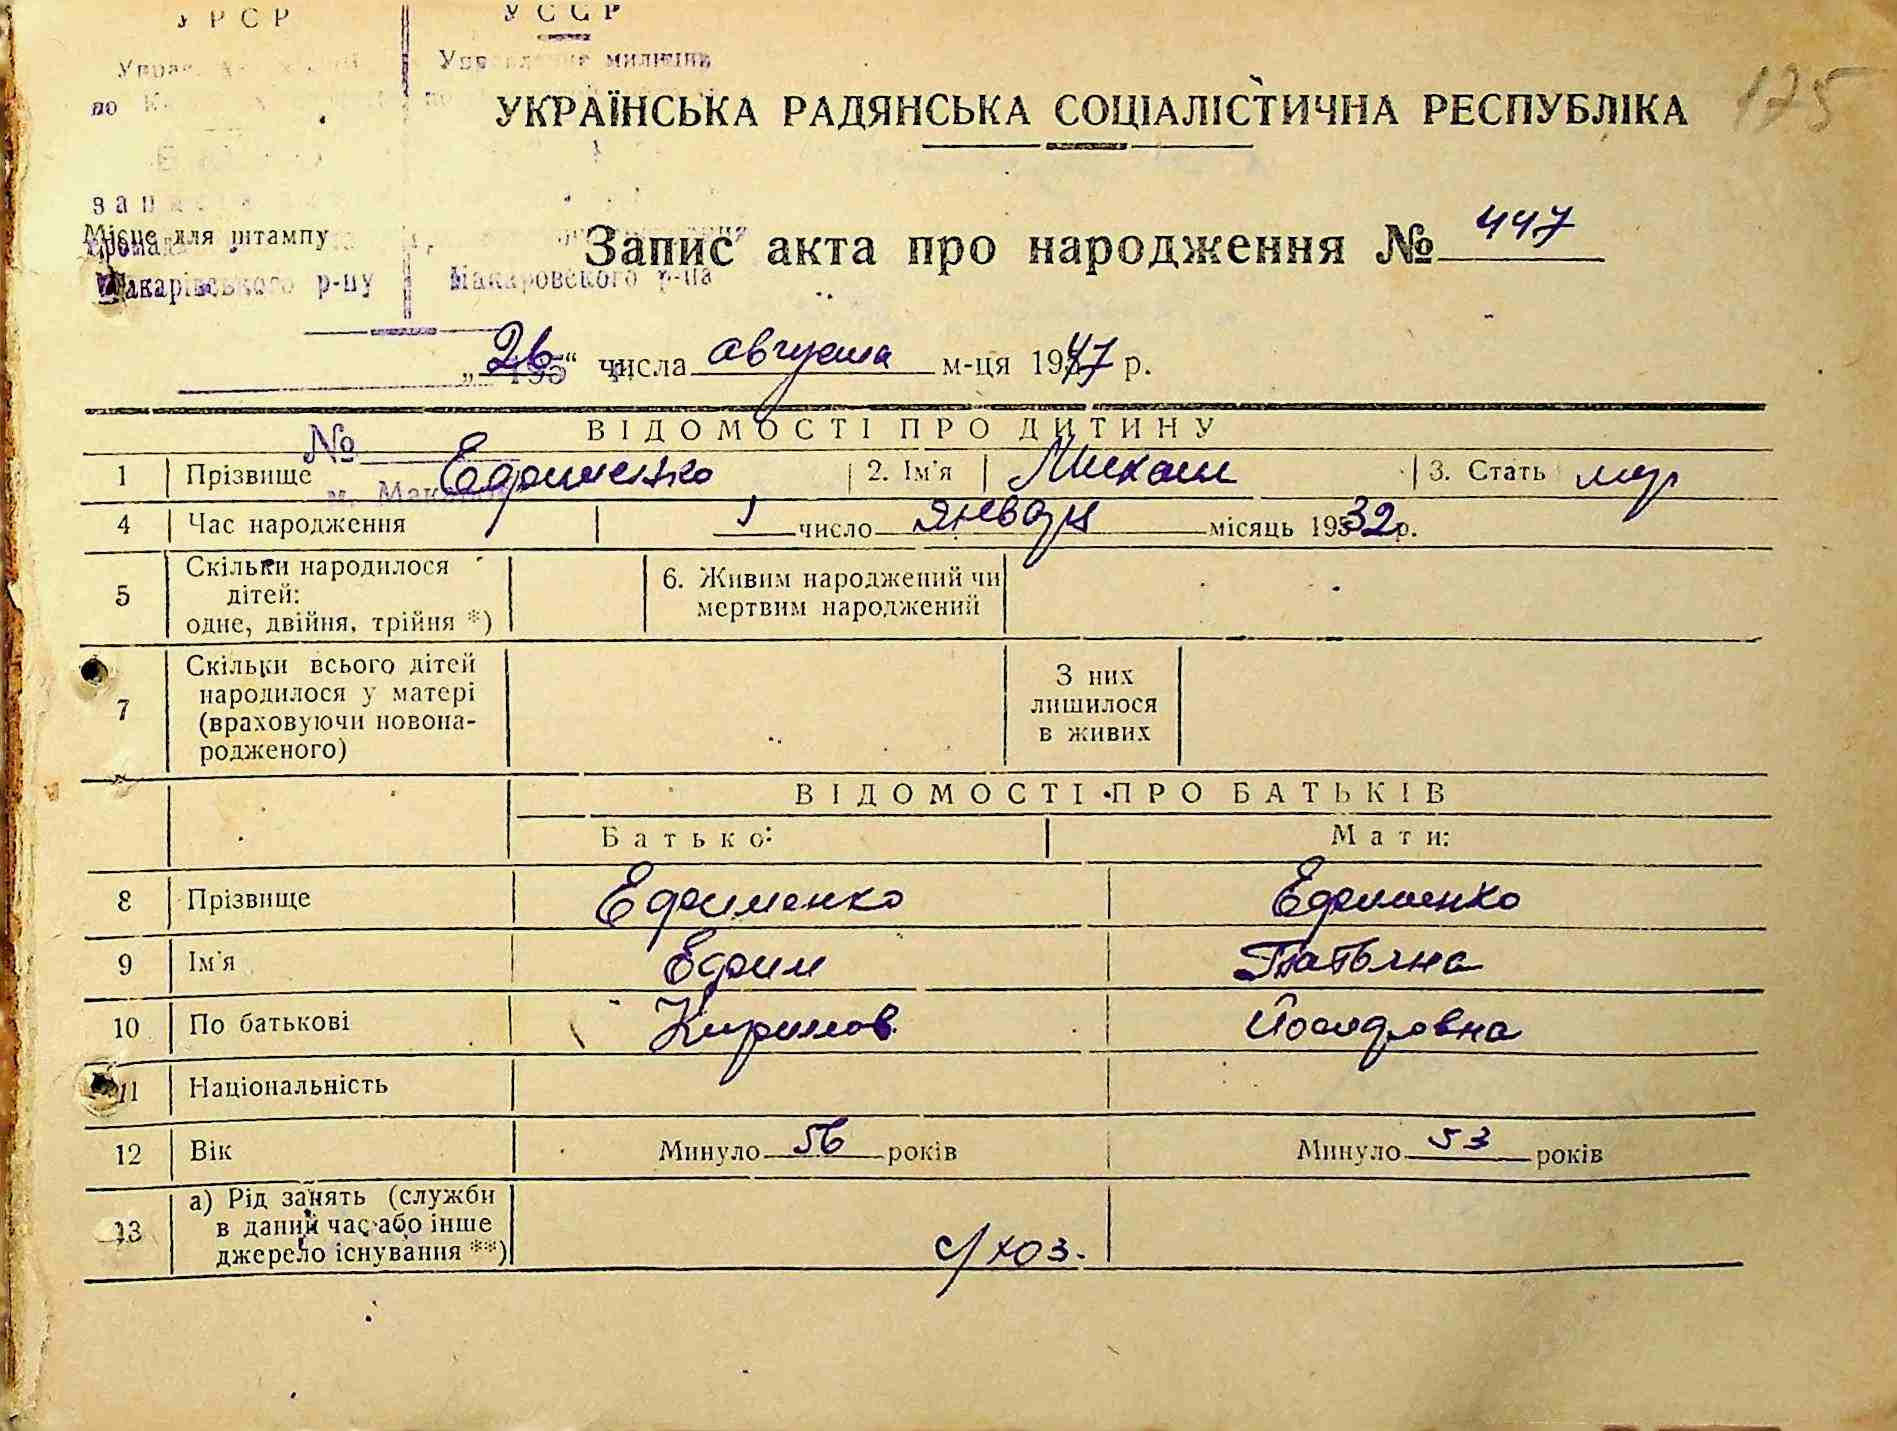 УРСР УССР
Управление милиции
по К
УКРАЇНСЬКА РАДЯНСЬКА СОЦІАЛІСТИЧНА РЕСПУБЛІКА 175
Місце для штампу
Запис акта про народження № 447
Макарівського р-ну Макаровского р-на
„26“ числа августа м-ця 1947 р.
ВІДОМОСТІ ПРО ДИТИНУ
№
1 Прізвище Ефименко 2. Ім'я Михаил 3. Стать муж
4 Час народження 1 число января місяць 1932 р.
5 Скільки народилося дітей: одне, двійня, трійня *) 6. Живим народжений чи мертвим народжений
7 Скільки всього дітей народилося у матері (враховуючи новонародженого) З них лишилося в живих
ВІДОМОСТІ ПРО БАТЬКІВ
Батько: Мати:
8 Прізвище Ефименко Ефименко
9 Ім'я Ефим Татьяна
10 По батькові Кирилов. Йосифовна
11 Національність
12 Вік Минуло 56 років Минуло 53 років
13 а) Рід занять (служби в даний час або інше джерело існування **) с/хоз.